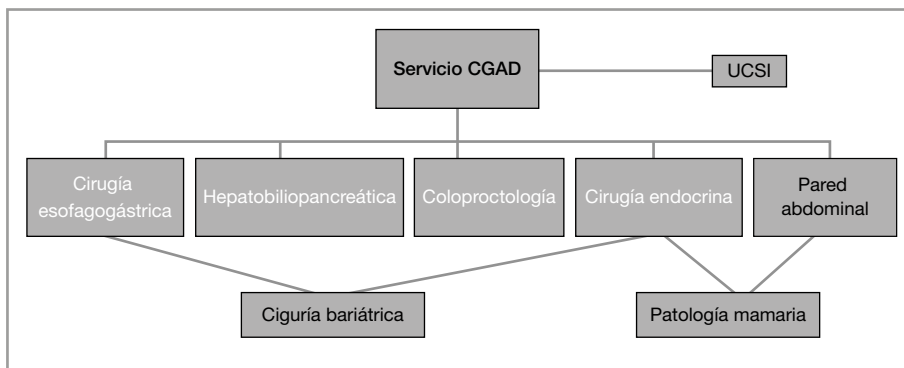 Servicio CGAD
UCSI
Cirugía
esofagogástrica
Hepatobiliopancreática
Coloproctología
Cirugía endocrina
Pared
abdominal
Ciguría bariátrica
Patología mamaria